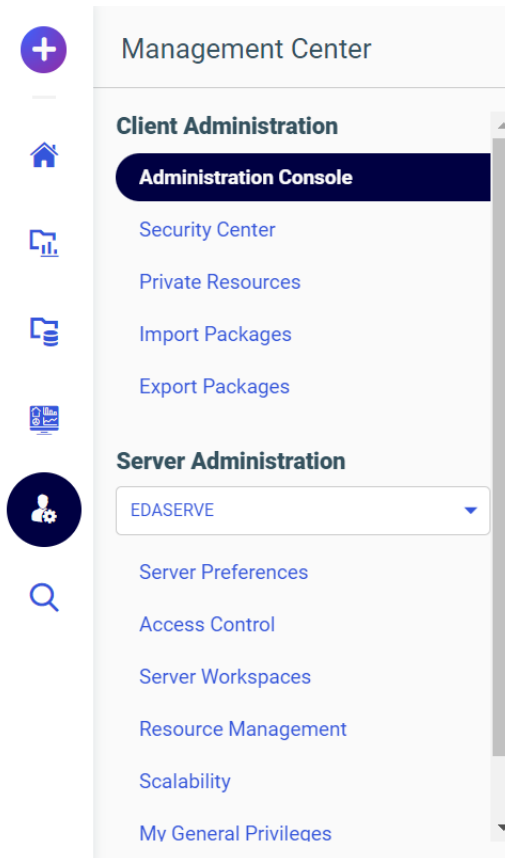 Management Center
Client Administration
Administration Console
Security Center
Private Resources
Import Packages
Export Packages
Server Administration
EDASERVE
Server Preferences
Access Control
Server Workspaces
Resource Management
Scalability
My General Privileges